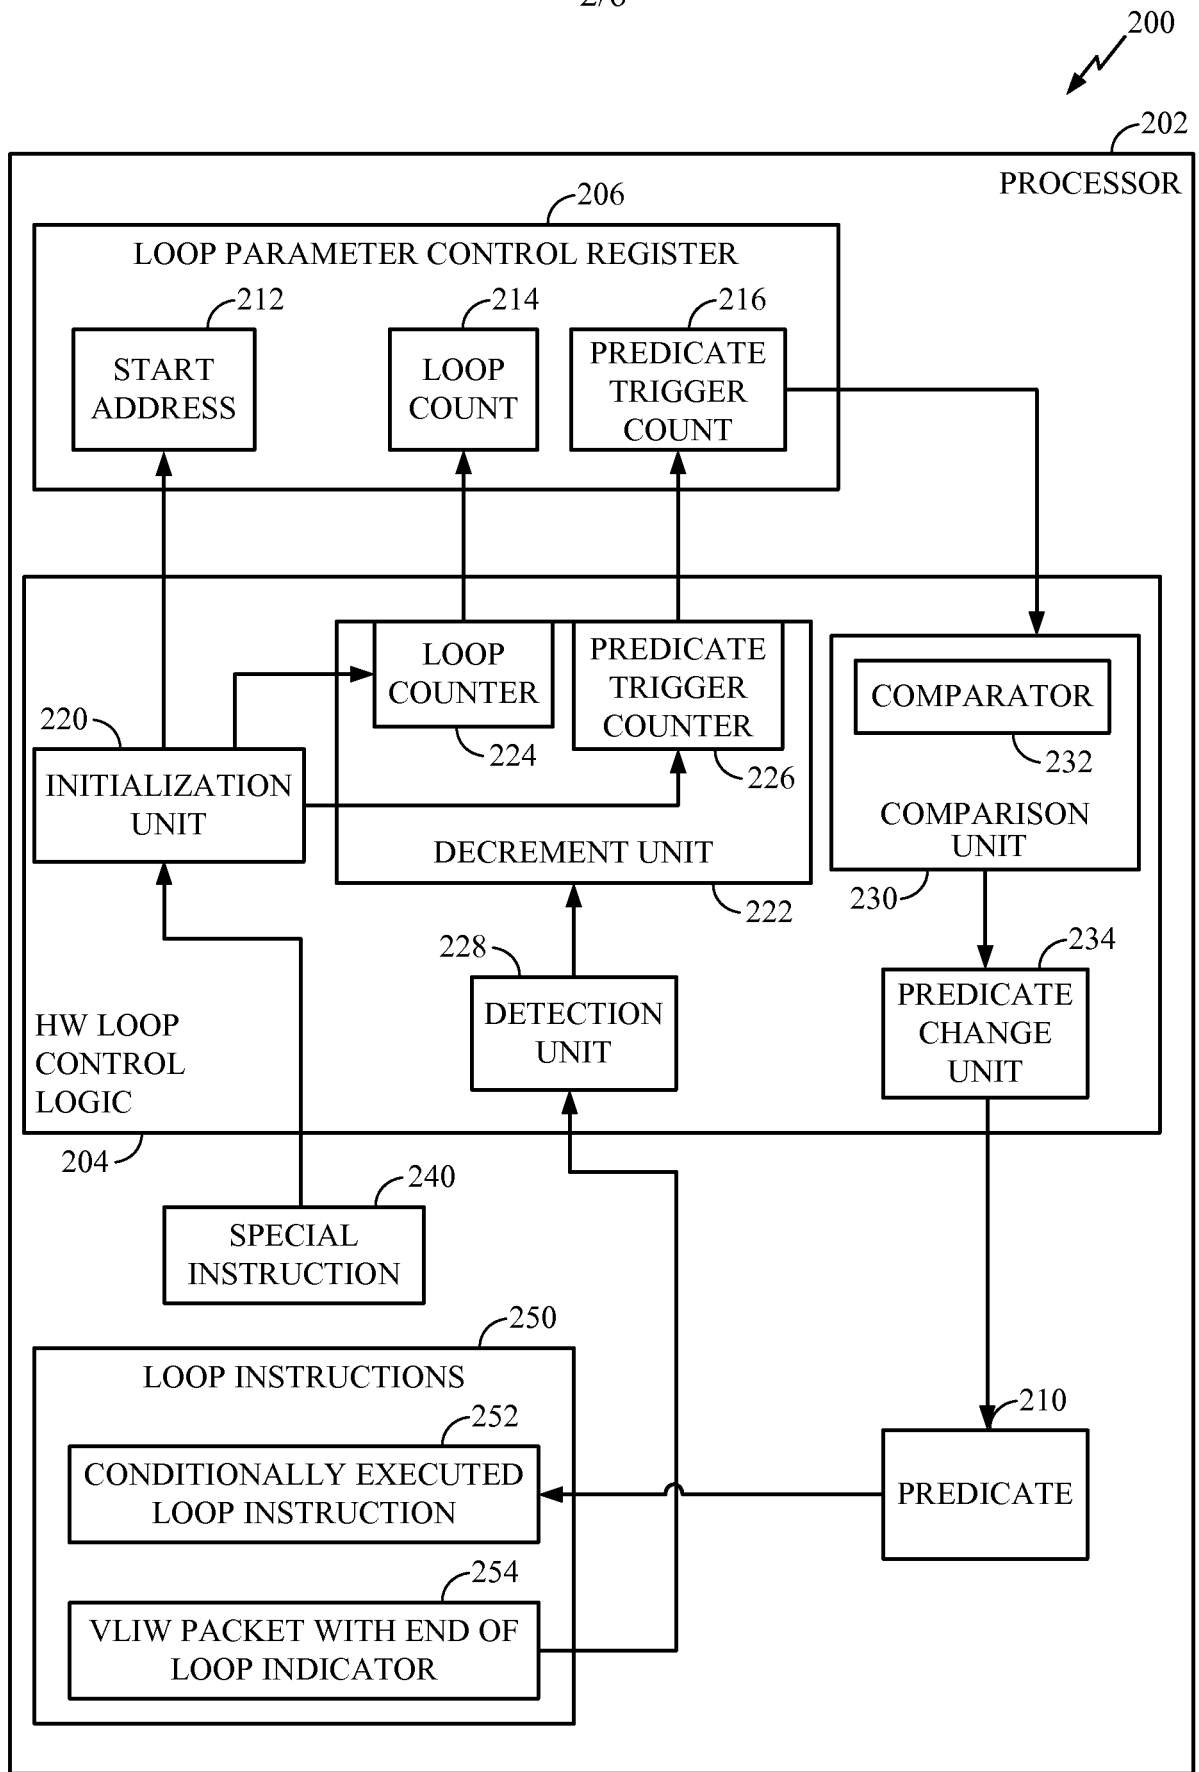 200
202
PROCESSOR
206
LOOP PARAMETER CONTROL REGISTER
212
214
216
START
ADDRESS
LOOP
COUNT
PREDICATE
TRIGGER
COUNT
LOOP
COUNTER
224
PREDICATE
TRIGGER
COUNTER
226
COMPARATOR
232
COMPARISON
UNIT
230
220
INITIALIZATION
UNIT
DECREMENT UNIT
222
228
DETECTION
UNIT
234
PREDICATE
CHANGE
UNIT
HW LOOP
CONTROL
LOGIC
204
240
SPECIAL
INSTRUCTION
250
LOOP INSTRUCTIONS
252
CONDITIONALLY EXECUTED
LOOP INSTRUCTION
210
PREDICATE
254
VLIW PACKET WITH END OF
LOOP INDICATOR